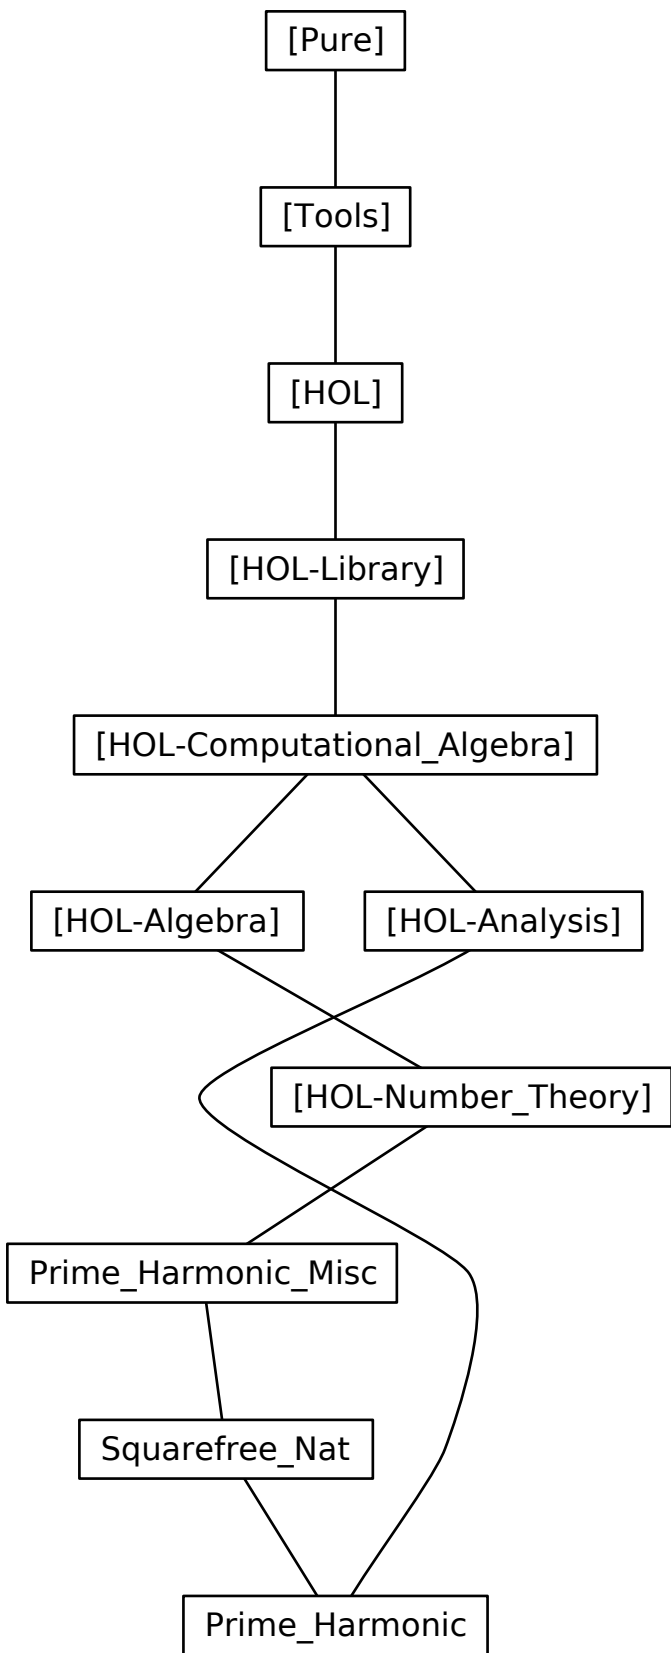 [Pure]
[Tools]
[HOL]
[HOL-Library]
[HOL-Computational_Algebra]
[HOL-Algebra]
[HOL-Analysis]
[HOL-Number_Theory]
Prime_Harmonic_Misc
Squarefree_Nat
Prime_Harmonic